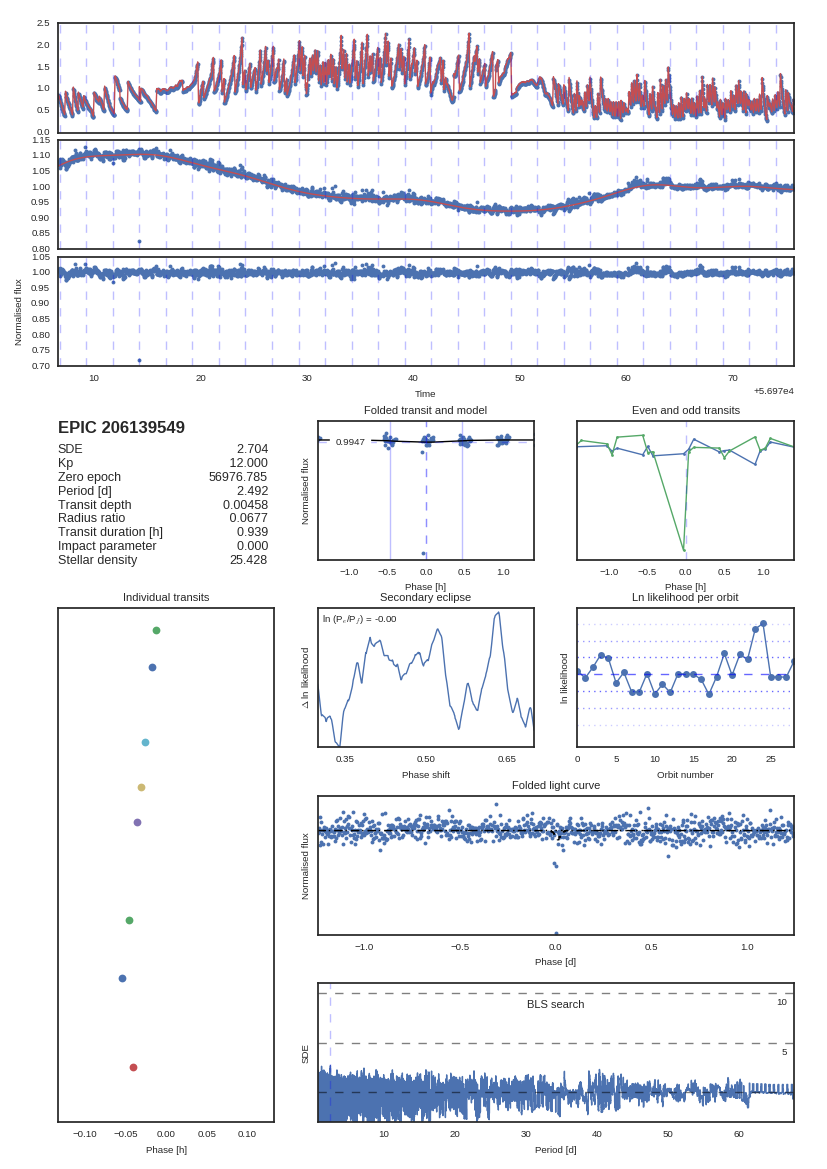 2.5
2.0
1.5
1.0
0.5
0.0
1.15
1.10
1.05
1.00
0.95
0.90
0.85
0.80
1.05
1.00
0.95
0.90
0.85
0.80
0.75
0.70
Normalised flux
10 20 30 40 50 60 70
Time
+5.697e4
EPIC 206139549
SDE 2.704
Kp 12.000
Zero epoch 56976.785
Period [d] 2.492
Transit depth 0.00458
Radius ratio 0.0677
Transit duration [h] 0.939
Impact parameter 0.000
Stellar density 25.428
Folded transit and model
0.9947
Normalised flux
−1.0 −0.5 0.0 0.5 1.0
Phase [h]
Even and odd transits
−1.0 −0.5 0.0 0.5 1.0
Phase [h]
Individual transits
−0.10 −0.05 0.00 0.05 0.10
Phase [h]
Secondary eclipse
ln (Pₑ/P𝑓) = -0.00
Δ ln likelihood
0.35 0.50 0.65
Phase shift
Ln likelihood per orbit
ln likelihood
0 5 10 15 20 25
Orbit number
Folded light curve
Normalised flux
−1.0 −0.5 0.0 0.5 1.0
Phase [d]
BLS search
10
5
SDE
10 20 30 40 50 60
Period [d]